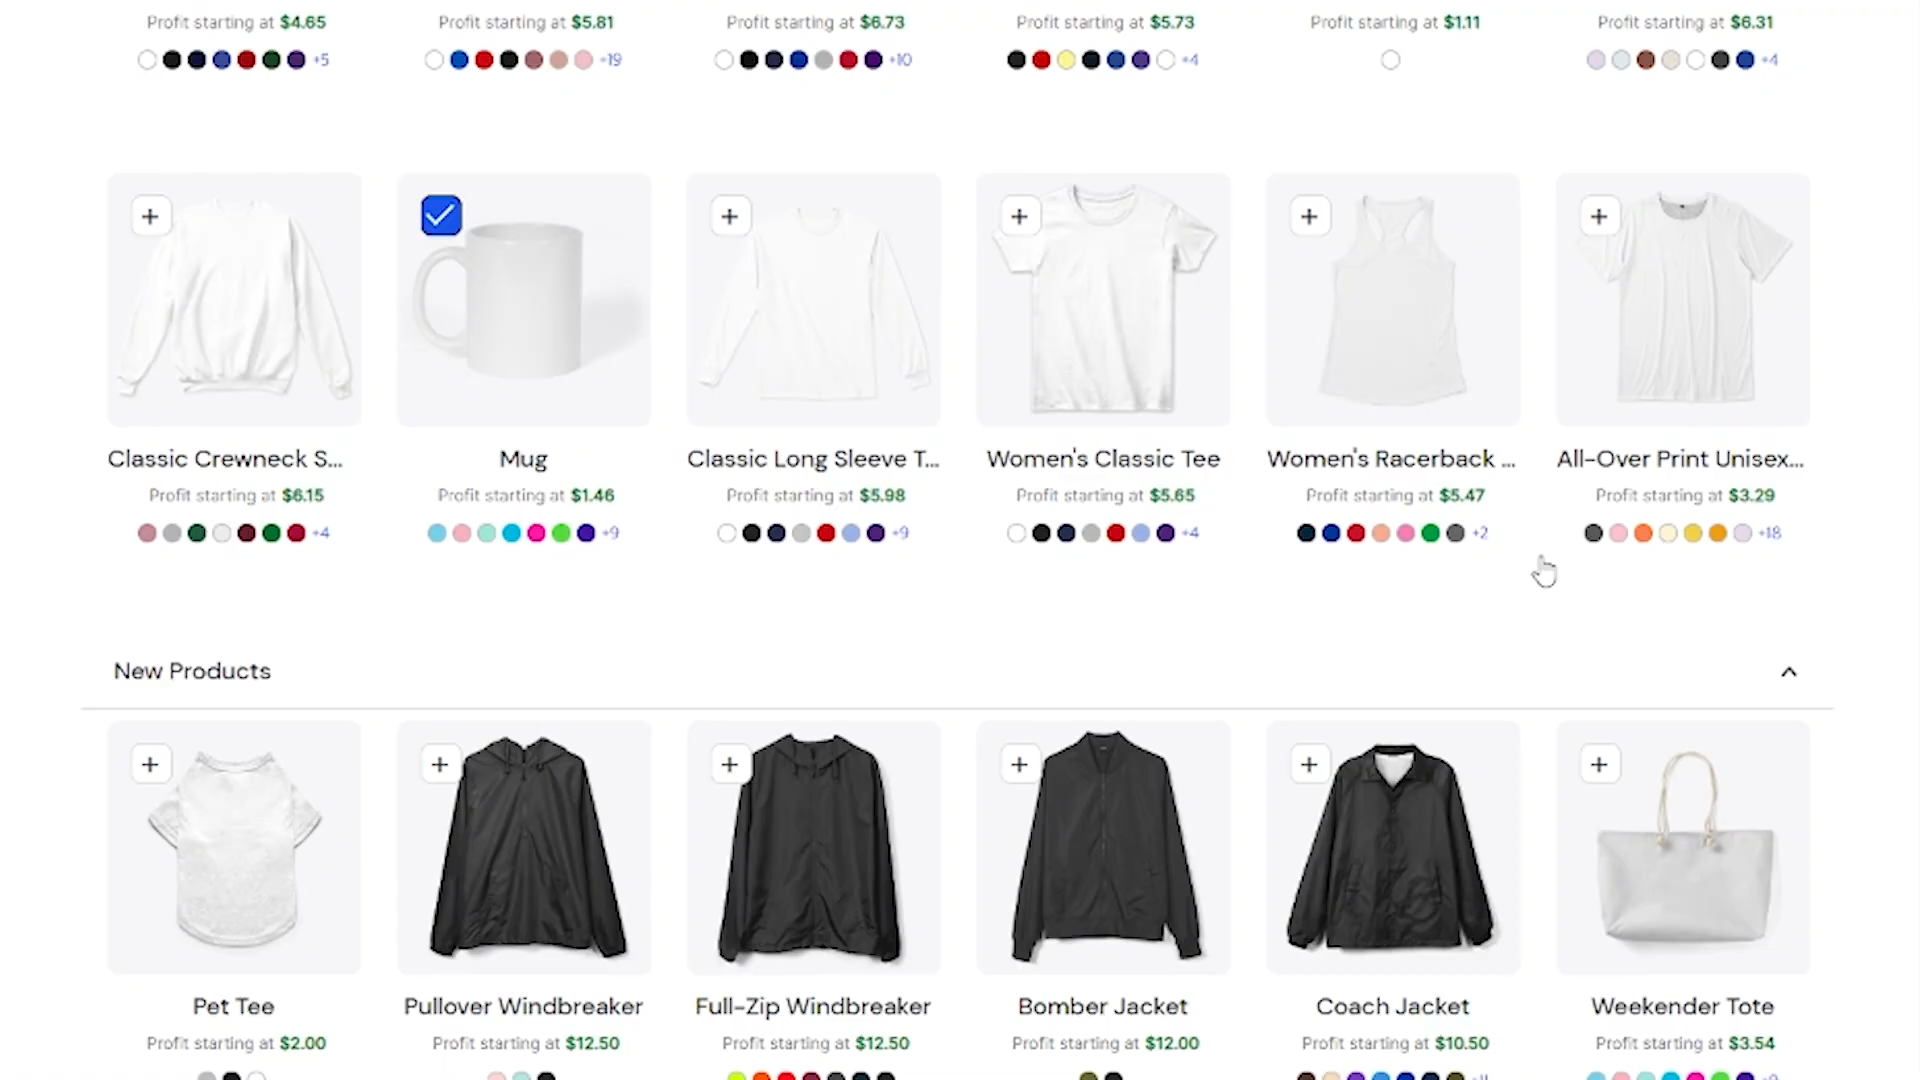 Profit starting at $4.65
Profit starting at $5.81
Profit starting at $6.73
Profit starting at $5.73
Profit starting at $1.11
Profit starting at $6.31
+5
+19
+10
+4
+4
Classic Crewneck S...
Mug
Classic Long Sleeve T...
Women's Classic Tee
Women's Racerback ...
All-Over Print Unisex...
Profit starting at $6.15
Profit starting at $1.46
Profit starting at $5.98
Profit starting at $5.65
Profit starting at $5.47
Profit starting at $3.29
+4
+9
+9
+4
+2
+18
New Products
Pet Tee
Pullover Windbreaker
Full-Zip Windbreaker
Bomber Jacket
Coach Jacket
Weekender Tote
Profit starting at $2.00
Profit starting at $12.50
Profit starting at $12.50
Profit starting at $12.00
Profit starting at $10.50
Profit starting at $3.54